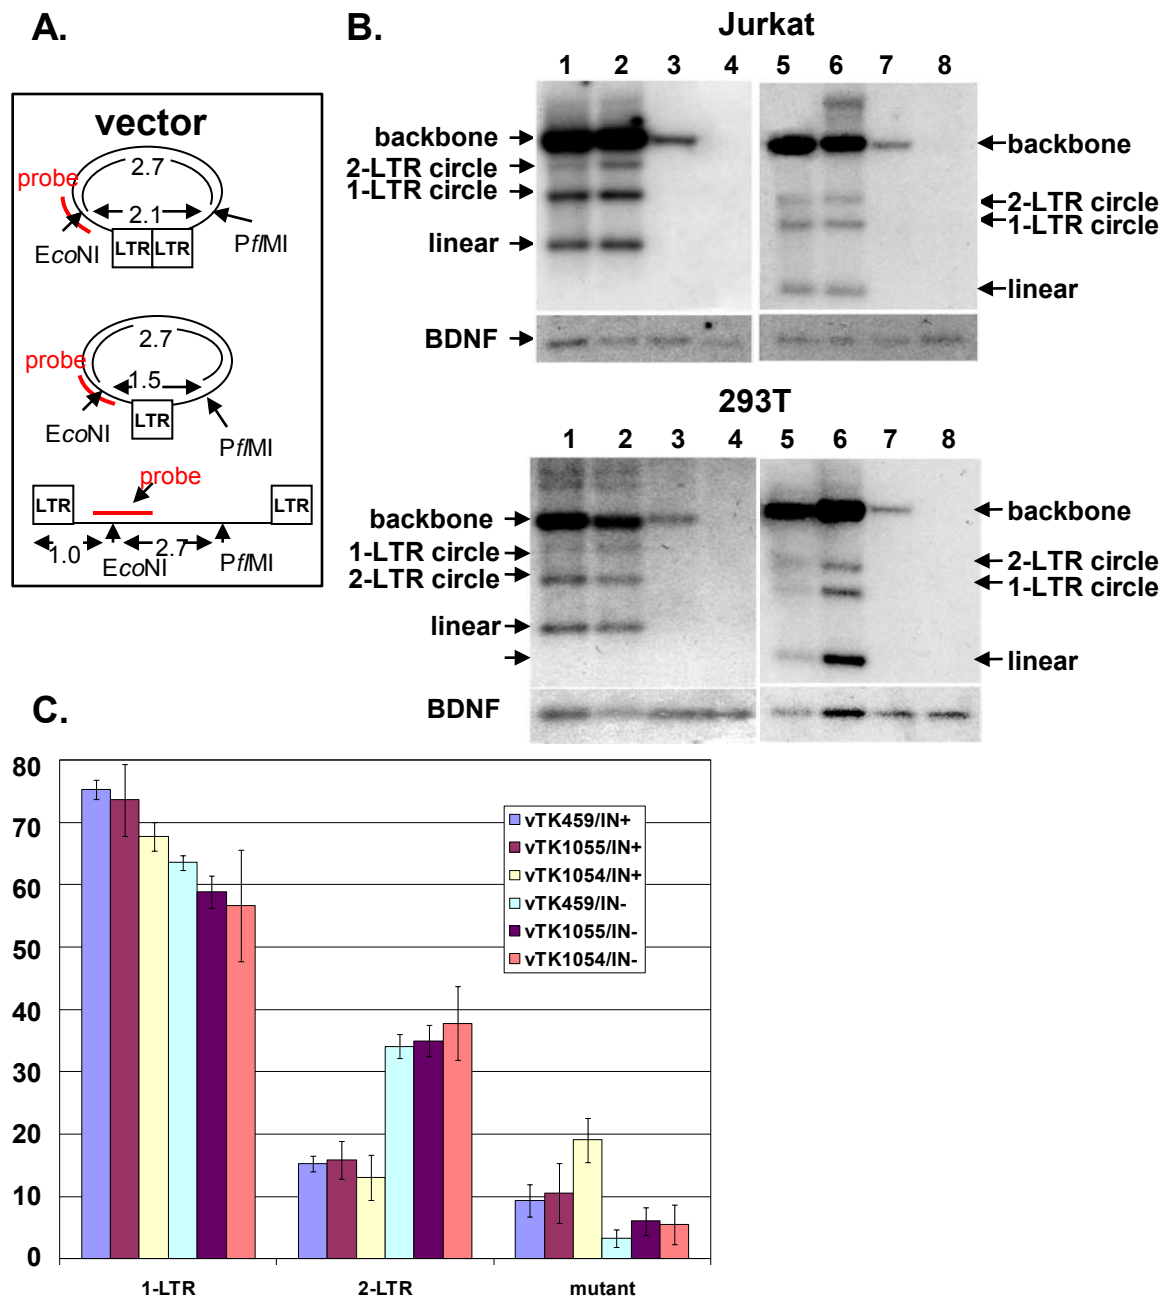 A.
vector
2.7
probe
2.1
EcoNI
LTR LTR
PflMI
2.7
probe
1.5
EcoNI
LTR
PflMI
probe
LTR
LTR
1.0
EcoNI
2.7
PflMI
B.
Jurkat
1 2 3 4 5 6 7 8
backbone
2-LTR circle
1-LTR circle
linear
BDNF
backbone
2-LTR circle
1-LTR circle
linear
293T
1 2 3 4 5 6 7 8
backbone
1-LTR circle
2-LTR circle
linear
BDNF
backbone
2-LTR circle
1-LTR circle
linear
C.
80
70
60
50
40
30
20
10
0
vTK459/IN+
vTK1055/IN+
vTK1054/IN+
vTK459/IN-
vTK1055/IN-
vTK1054/IN-
1-LTR 2-LTR mutant